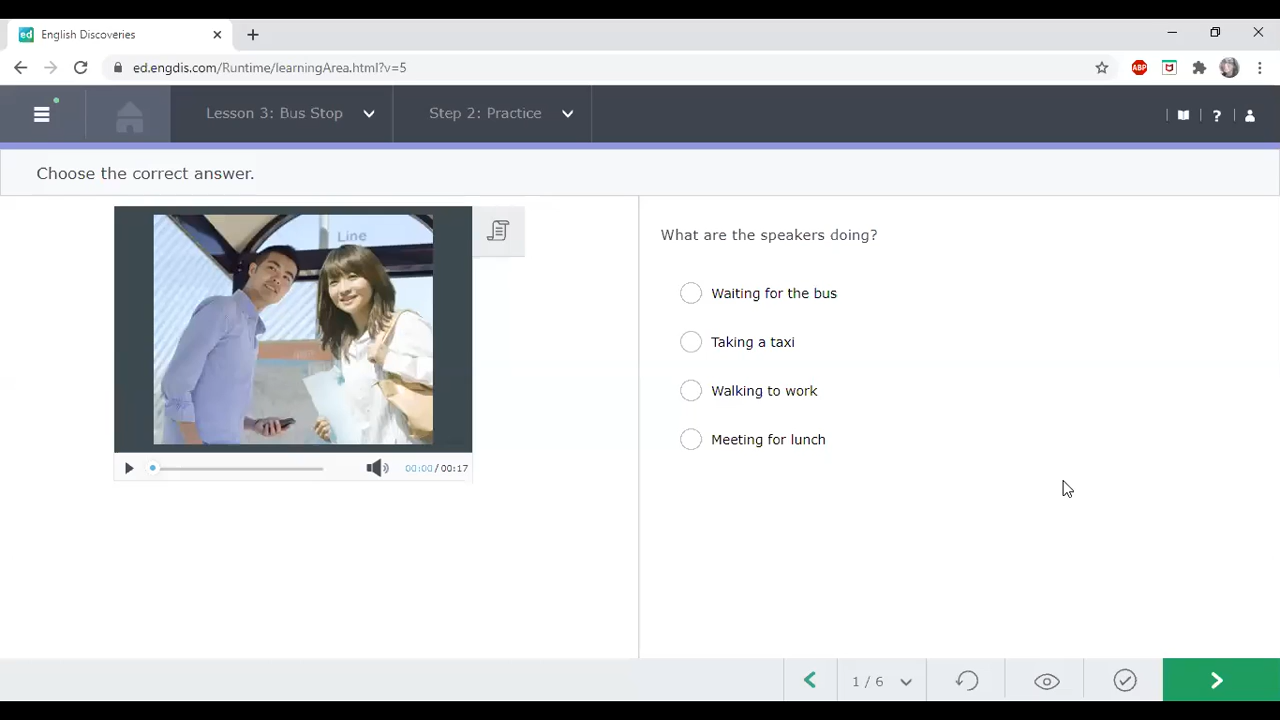 English Discoveries
ed.engdis.com/Runtime/learningArea.html?v=5
ABP
Lesson 3: Bus Stop
Step 2: Practice
?
Choose the correct answer.
Line
00:00/00:17
What are the speakers doing?
Waiting for the bus
Taking a taxi
Walking to work
Meeting for lunch
1 / 6